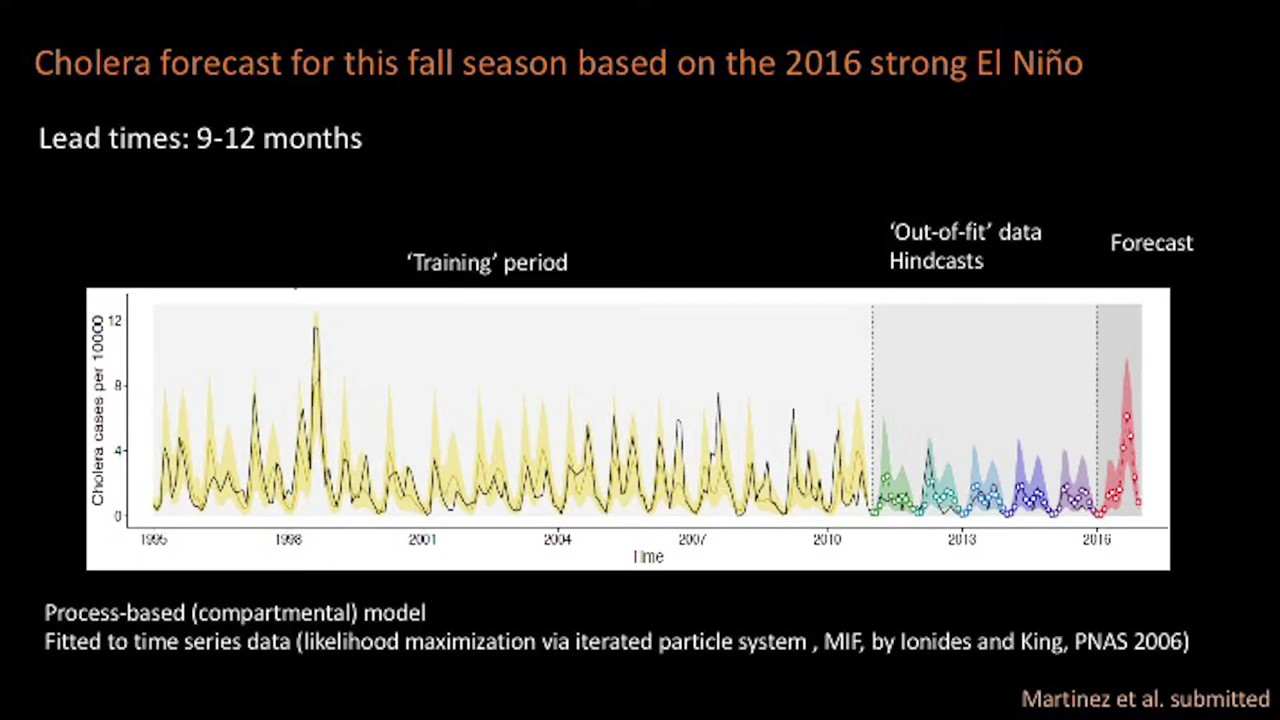 Cholera forecast for this fall season based on the 2016 strong El Niño
Lead times: 9-12 months
‘Training’ period
‘Out-of-fit’ data
Hindcasts
Forecast
Cholera cases per 10000
12
8
4
0
1995
1998
2001
2004
2007
2010
2013
2016
Time
Process-based (compartmental) model
Fitted to time series data (likelihood maximization via iterated particle system , MIF, by Ionides and King, PNAS 2006)
Martinez et al. submitted